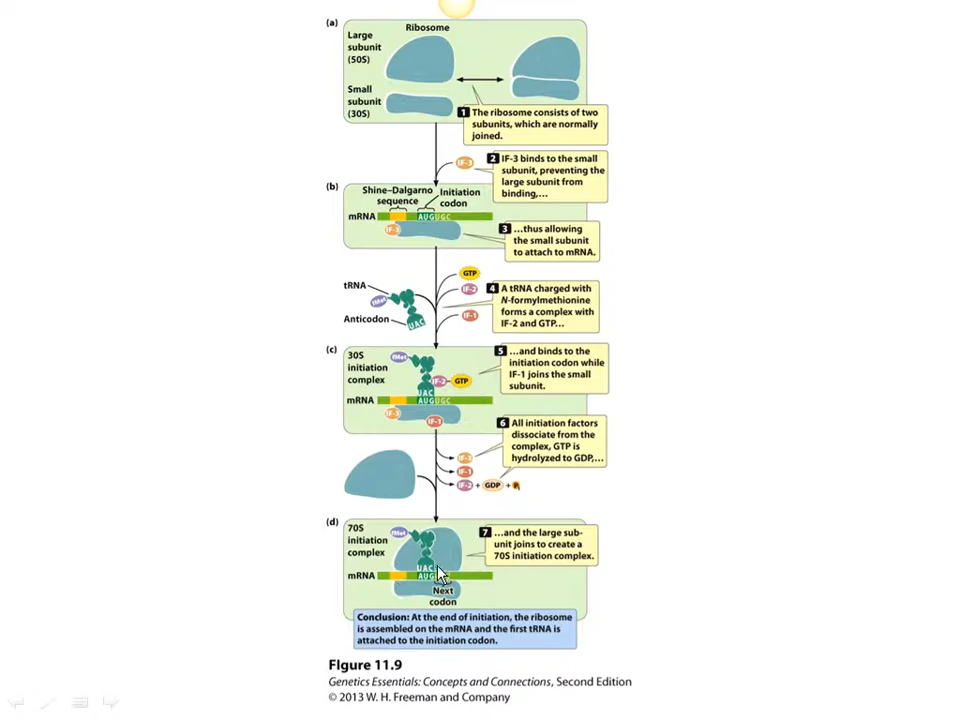 (a)
Ribosome
Large
subunit
(50S)
Small
subunit
(30S)
1 The ribosome consists of two
subunits, which are normally
joined.
IF-3
2 IF-3 binds to the small
subunit, preventing the
large subunit from
binding,...
(b)
Shine–Dalgarno
sequence
Initiation
codon
mRNA
AUGUGC
IF-3
3 ...thus allowing
the small subunit
to attach to mRNA.
GTP
IF-2
IF-1
tRNA
fMet
Anticodon
UAC
4 A tRNA charged with
N-formylmethionine
forms a complex with
IF-2 and GTP...
(c)
30S
initiation
complex
fMet
IF-2
GTP
UAC
mRNA
AUGUGC
IF-3
IF-1
5 ...and binds to the
initiation codon while
IF-1 joins the small
subunit.
6 All initiation factors
dissociate from the
complex, GTP is
hydrolyzed to GDP,...
IF-3
IF-1
IF-2 + GDP + Pi
(d)
70S
initiation
complex
fMet
UAC
mRNA
AUG
Next
codon
7 ...and the large sub-
unit joins to create a
70S initiation complex.
Conclusion: At the end of initiation, the ribosome
is assembled on the mRNA and the first tRNA is
attached to the initiation codon.
Figure 11.9
Genetics Essentials: Concepts and Connections, Second Edition
© 2013 W. H. Freeman and Company